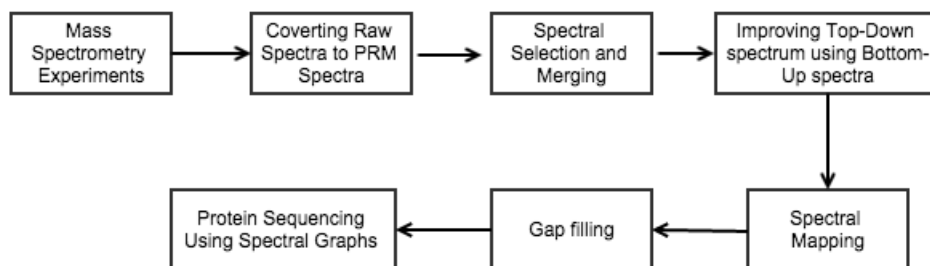 Mass
Spectrometry
Experiments
Coverting Raw
Spectra to PRM
Spectra
Spectral
Selection and
Merging
Improving Top-Down
spectrum using Bottom-
Up spectra
Spectral
Mapping
Gap filling
Protein Sequencing
Using Spectral Graphs